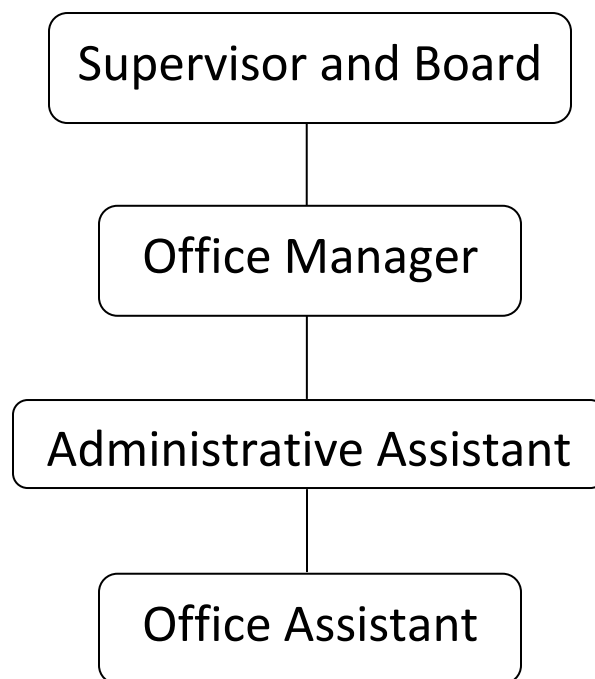 Supervisor and Board
Office Manager
Administrative Assistant
Office Assistant